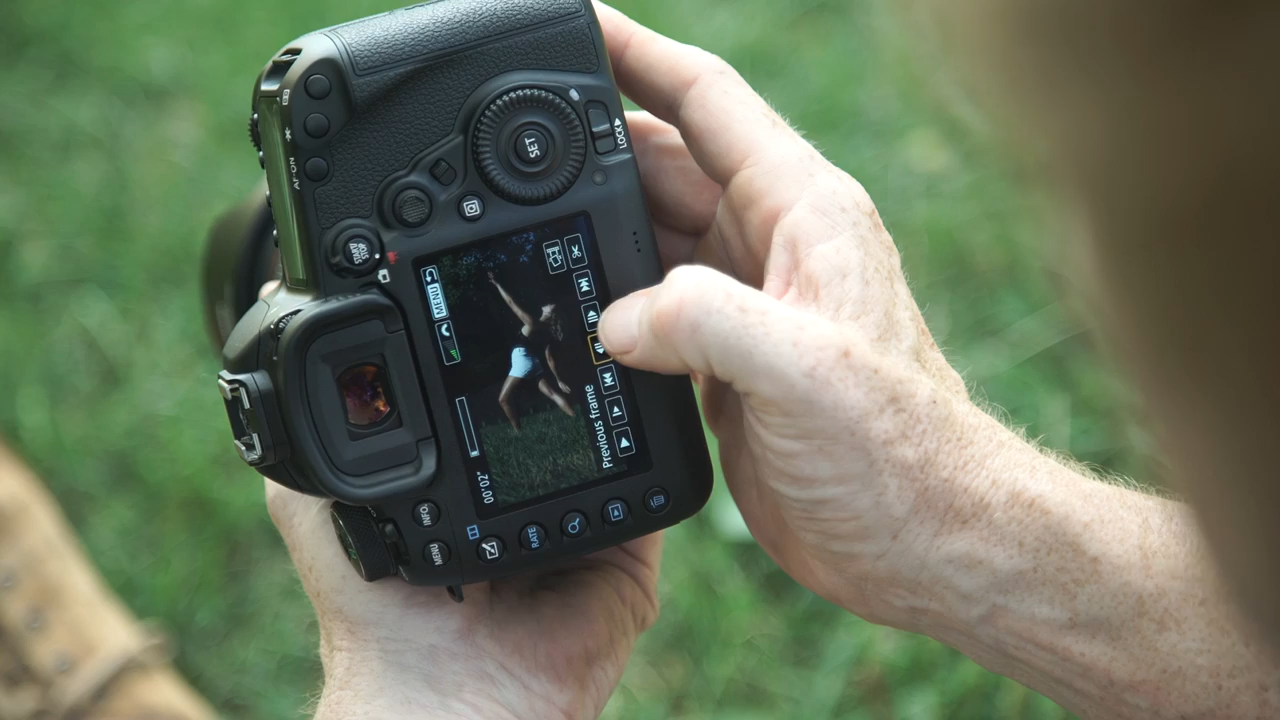 LOCK▶
SET
AF-ON
START/
STOP
MENU
Previous frame
00'02"
INFO.
MENU
RATE